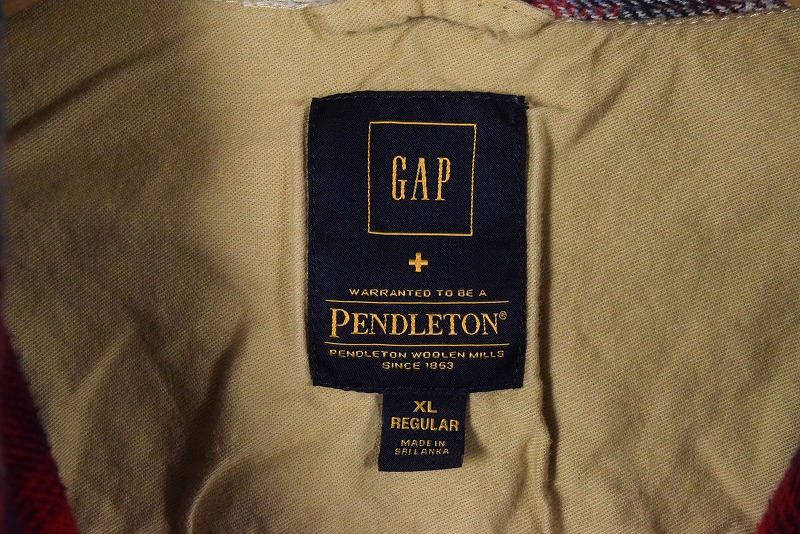 GAP
+
WARRANTED TO BE A
PENDLETON®
PENDLETON WOOLEN MILLS
SINCE 1863
XL
REGULAR
MADE IN
SRI LANKA